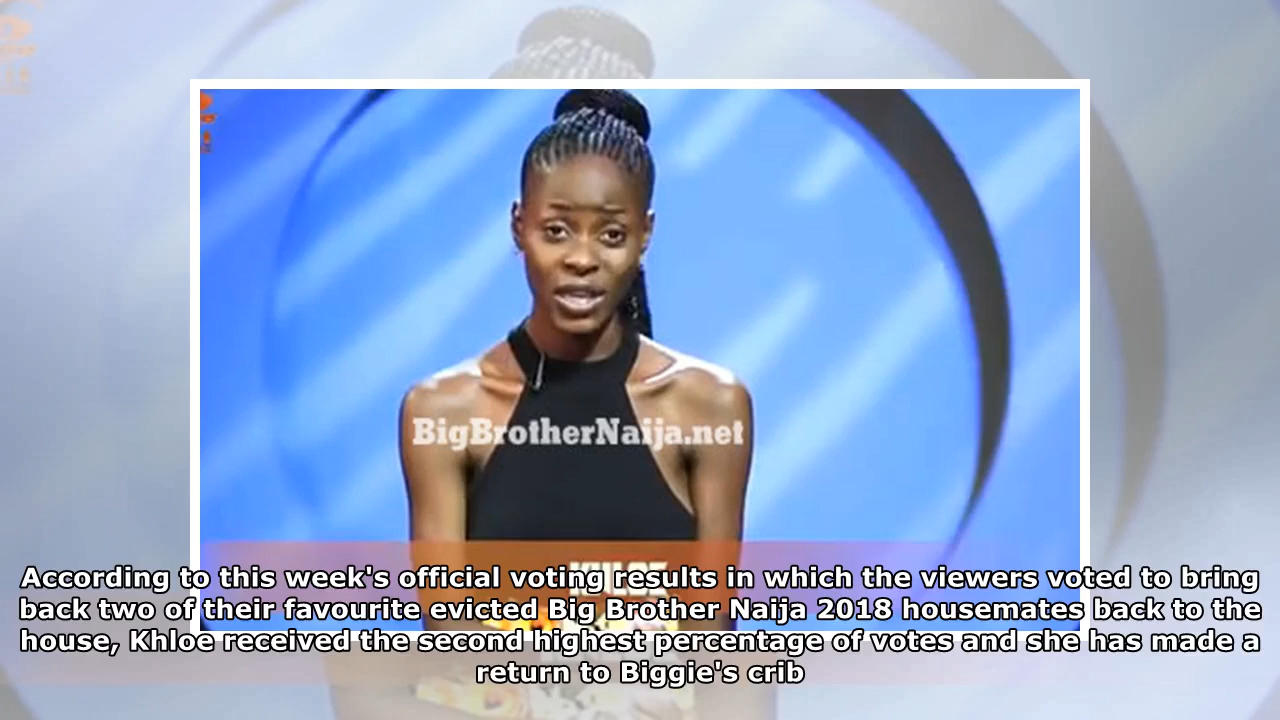 BigBrotherNaija.net
KHLOE
According to this week's official voting results in which the viewers voted to bring
back two of their favourite evicted Big Brother Naija 2018 housemates back to the
house, Khloe received the second highest percentage of votes and she has made a
return to Biggie's crib